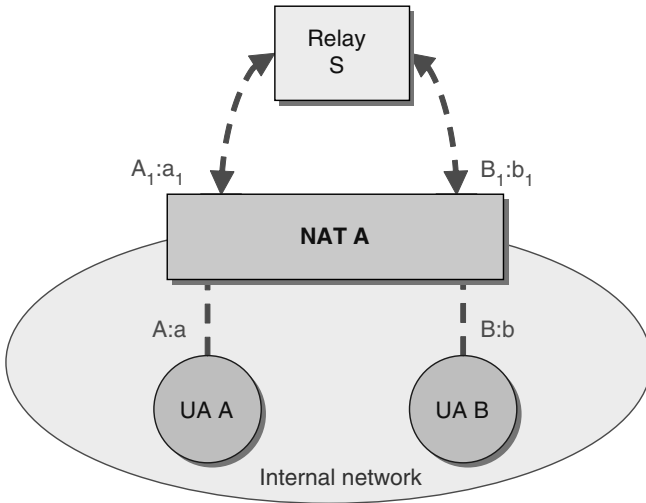 Relay
S
A₁:a₁
B₁:b₁
NAT A
A:a
B:b
UA A
UA B
Internal network